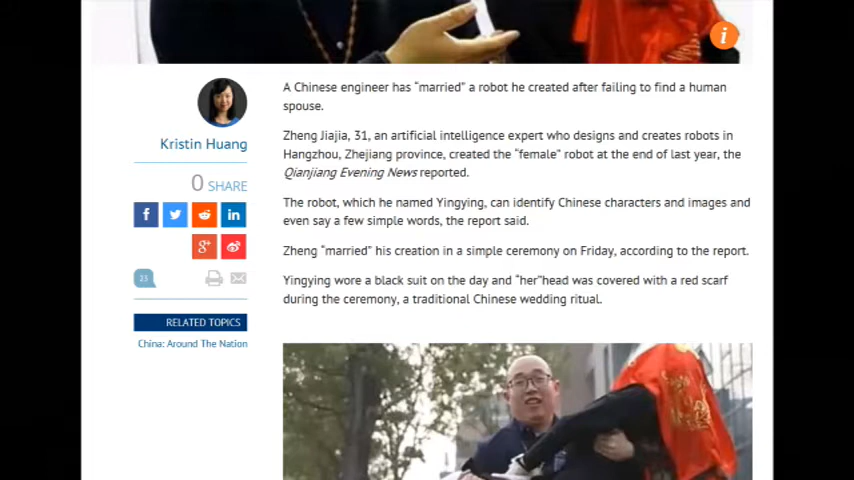 i
A Chinese engineer has “married” a robot he created after failing to find a human
spouse.
Kristin Huang
Zheng Jiajia, 31, an artificial intelligence expert who designs and creates robots in
Hangzhou, Zhejiang province, created the “female” robot at the end of last year, the
Qianjiang Evening News reported.
0 SHARE
The robot, which he named Yingying, can identify Chinese characters and images and
even say a few simple words, the report said.
Zheng “married” his creation in a simple ceremony on Friday, according to the report.
23
Yingying wore a black suit on the day and “her”head was covered with a red scarf
during the ceremony, a traditional Chinese wedding ritual.
RELATED TOPICS
China: Around The Nation